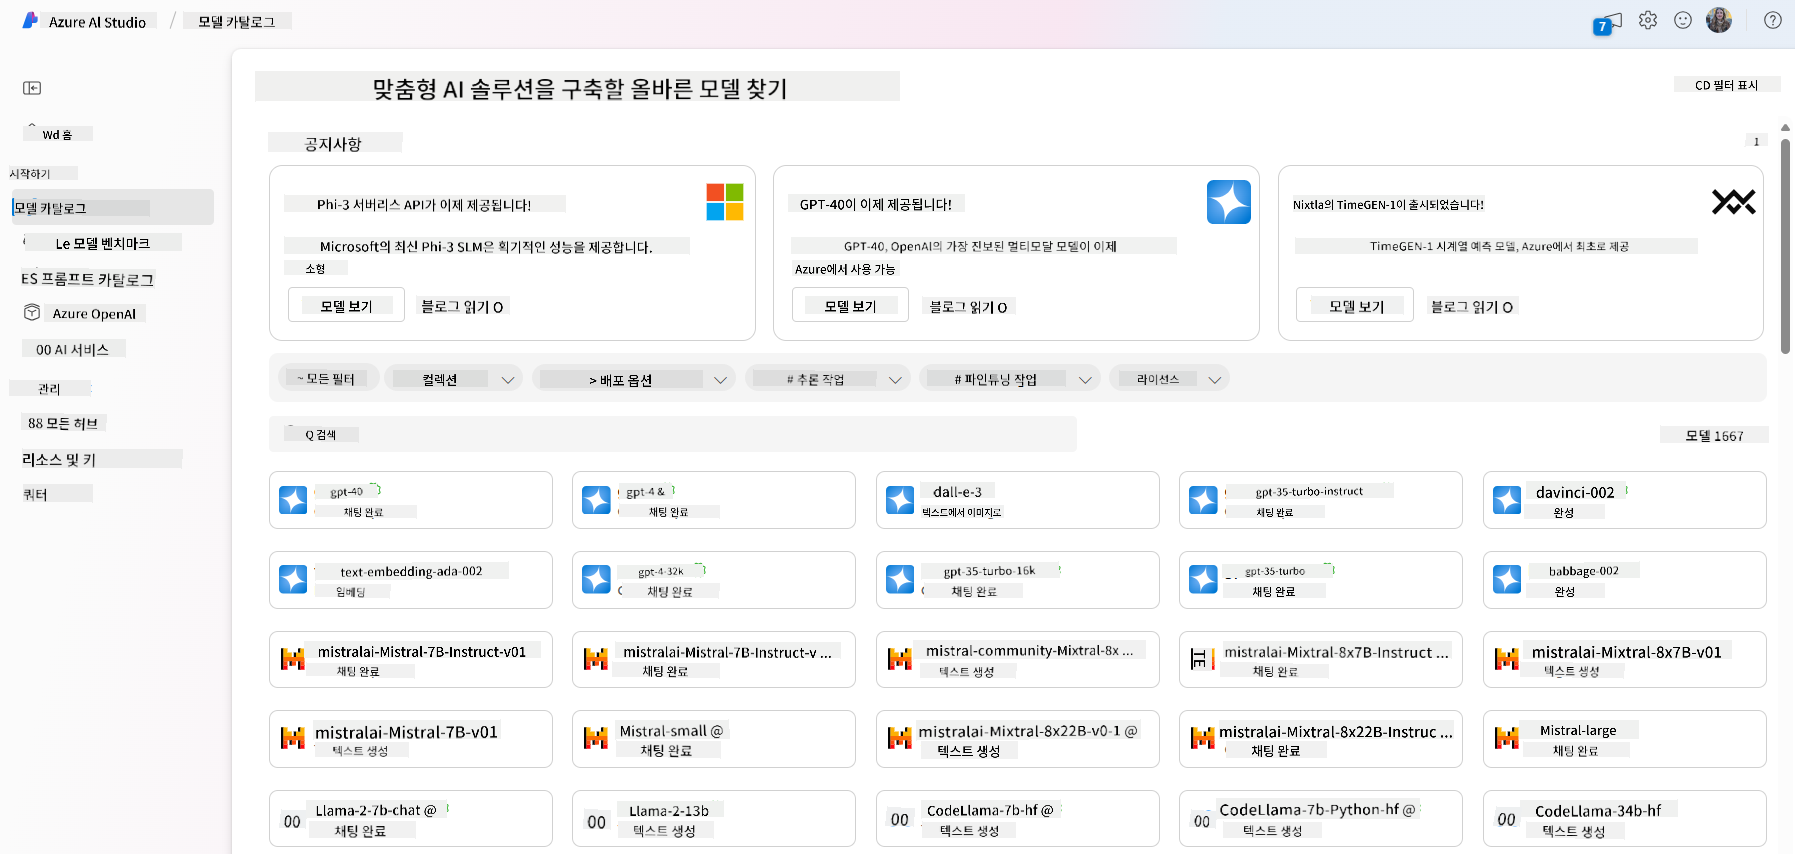 Azure AI Studio / 모델 카탈로그
7
맞춤형 AI 솔루션을 구축할 올바른 모델 찾기
CD 필터 표시
Wd 홈
시작하기
모델 카탈로그
Le 모델 벤치마크
ES 프롬프트 카탈로그
Azure OpenAI
00 AI 서비스
관리
88 모든 허브
리소스 및 키
쿼터
공지사항
1
Phi-3 서버리스 API가 이제 제공됩니다!
Microsoft의 최신 Phi-3 SLM은 획기적인 성능을 제공합니다.
소형
모델 보기
블로그 읽기 O
GPT-40이 이제 제공됩니다!
GPT-40, OpenAI의 가장 진보된 멀티모달 모델이 이제
Azure에서 사용 가능
모델 보기
블로그 읽기 O
Nixtla의 TimeGEN-1이 출시되었습니다!
TimeGEN-1 시계열 예측 모델, Azure에서 최초로 제공
모델 보기
블로그 읽기 O
~ 모든 필터
컬렉션
> 배포 옵션
# 추론 작업
# 파인튜닝 작업
라이선스
Q 검색
모델 1667
gpt-40
채팅 완료
gpt-4 &
채팅 완료
dall-e-3
텍스트에서 이미지로
gpt-35-turbo-instruct
채팅 완료
davinci-002
완성
text-embedding-ada-002
임베딩
gpt-4-32k
채팅 완료
gpt-35-turbo-16k
채팅 완료
gpt-35-turbo
채팅 완료
babbage-002
완성
mistralai-Mistral-7B-Instruct-v01
채팅 완료
mistralai-Mistral-7B-Instruct-v ...
채팅 완료
mistral-community-Mixtral-8x ...
텍스트 생성
mistralai-Mixtral-8x7B-Instruct ...
채팅 완료
mistralai-Mixtral-8x7B-v01
텍스트 생성
mistralai-Mistral-7B-v01
텍스트 생성
Mistral-small @
채팅 완료
mistralai-Mixtral-8x22B-v0-1 @
텍스트 생성
mistralai-Mixtral-8x22B-Instruc ...
채팅 완료
Mistral-large
채팅 완료
00 Llama-2-7b-chat @
채팅 완료
00 Llama-2-13b
텍스트 생성
00 CodeLlama-7b-hf @
텍스트 생성
00 CodeLlama-7b-Python-hf @
텍스트 생성
00 CodeLlama-34b-hf
텍스트 생성